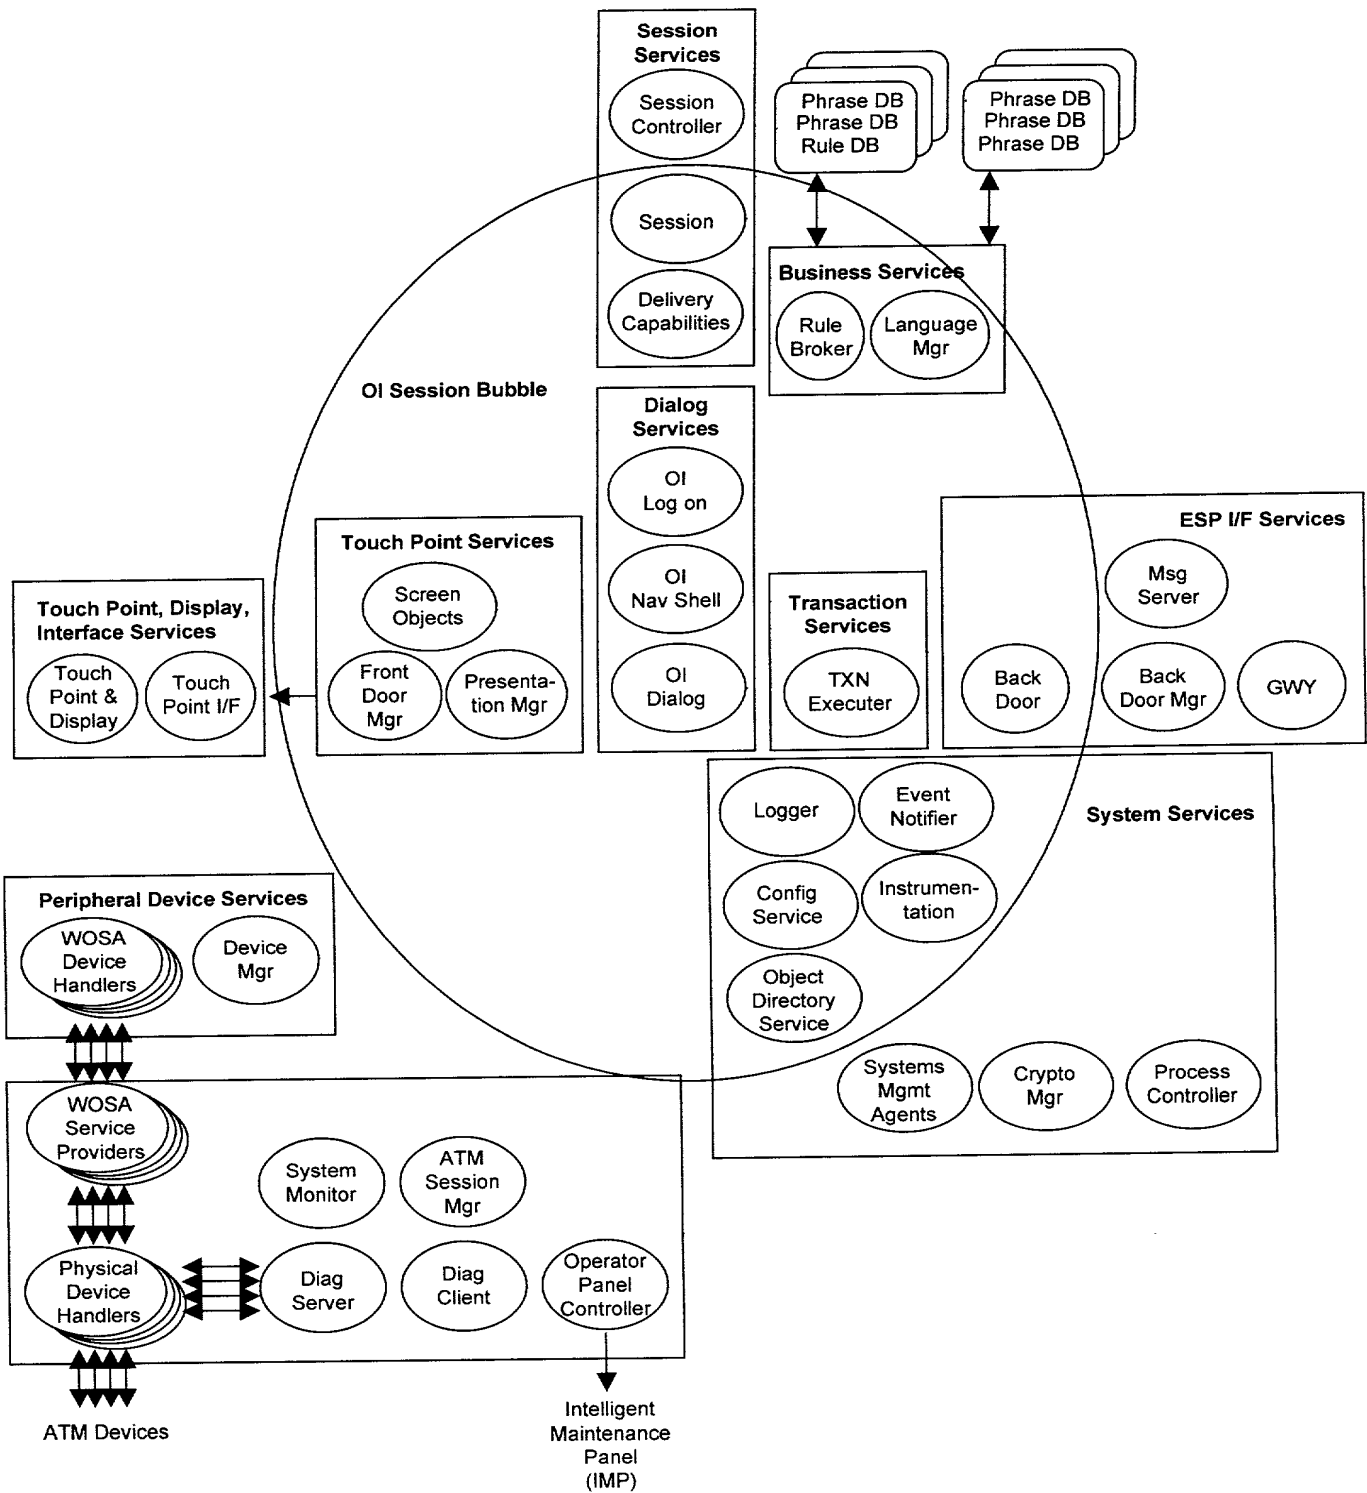 Session
Services
Session
Controller
Session
Delivery
Capabilities
Phrase DB
Phrase DB
Rule DB
Phrase DB
Phrase DB
Phrase DB
Business Services
Rule
Broker
Language
Mgr
OI Session Bubble
Dialog
Services
OI
Log on
OI
Nav Shell
OI
Dialog
Touch Point Services
Screen
Objects
Front
Door
Mgr
Presenta-
tion Mgr
Touch Point, Display,
Interface Services
Touch
Point &
Display
Touch
Point I/F
Transaction
Services
TXN
Executer
ESP I/F Services
Msg
Server
Back
Door
Back
Door Mgr
GWY
System Services
Logger
Event
Notifier
Config
Service
Instrumen-
tation
Object
Directory
Service
Systems
Mgmt
Agents
Crypto
Mgr
Process
Controller
Peripheral Device Services
WOSA
Device
Handlers
Device
Mgr
WOSA
Service
Providers
System
Monitor
ATM
Session
Mgr
Physical
Device
Handlers
Diag
Server
Diag
Client
Operator
Panel
Controller
ATM Devices
Intelligent
Maintenance
Panel
(IMP)